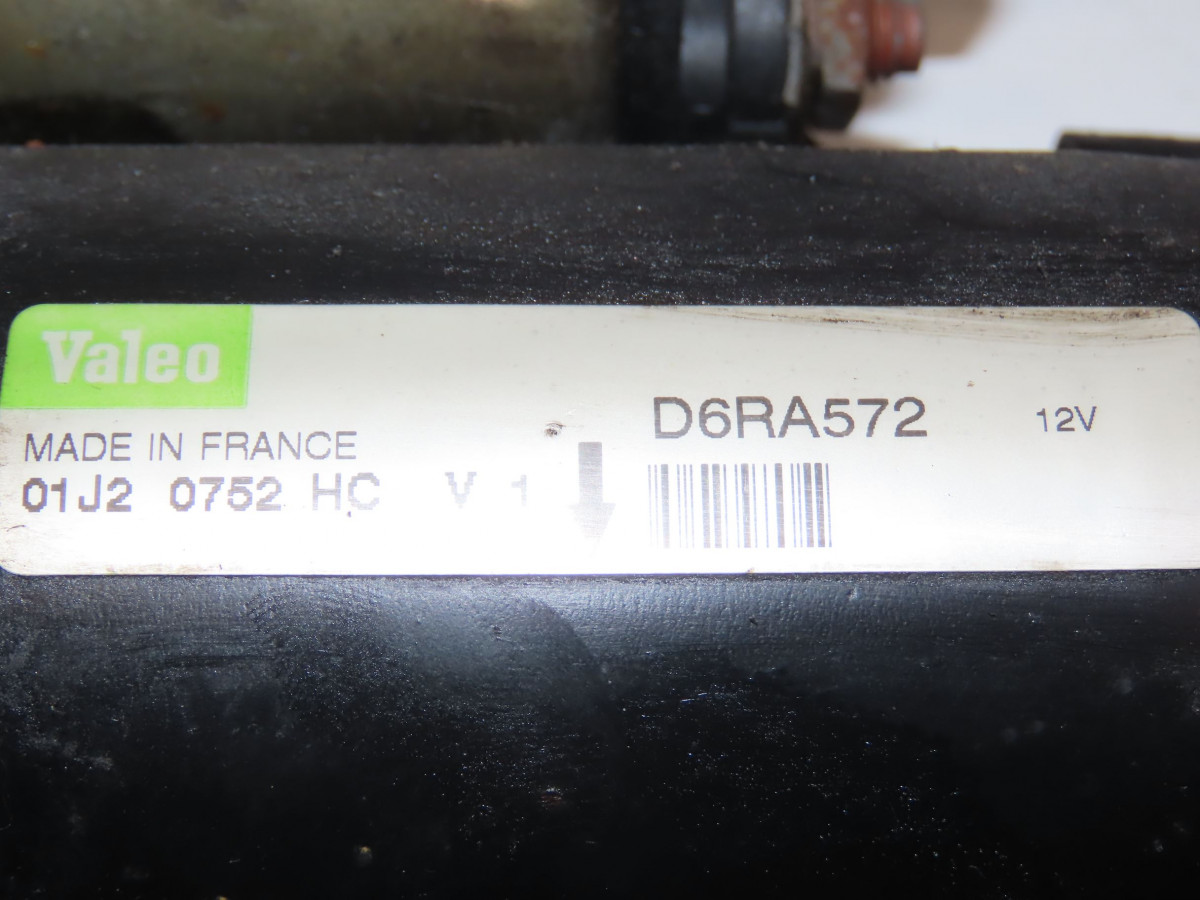 Valeo
D6RA572 12V
MADE IN FRANCE
01J2 0752 HC V 1